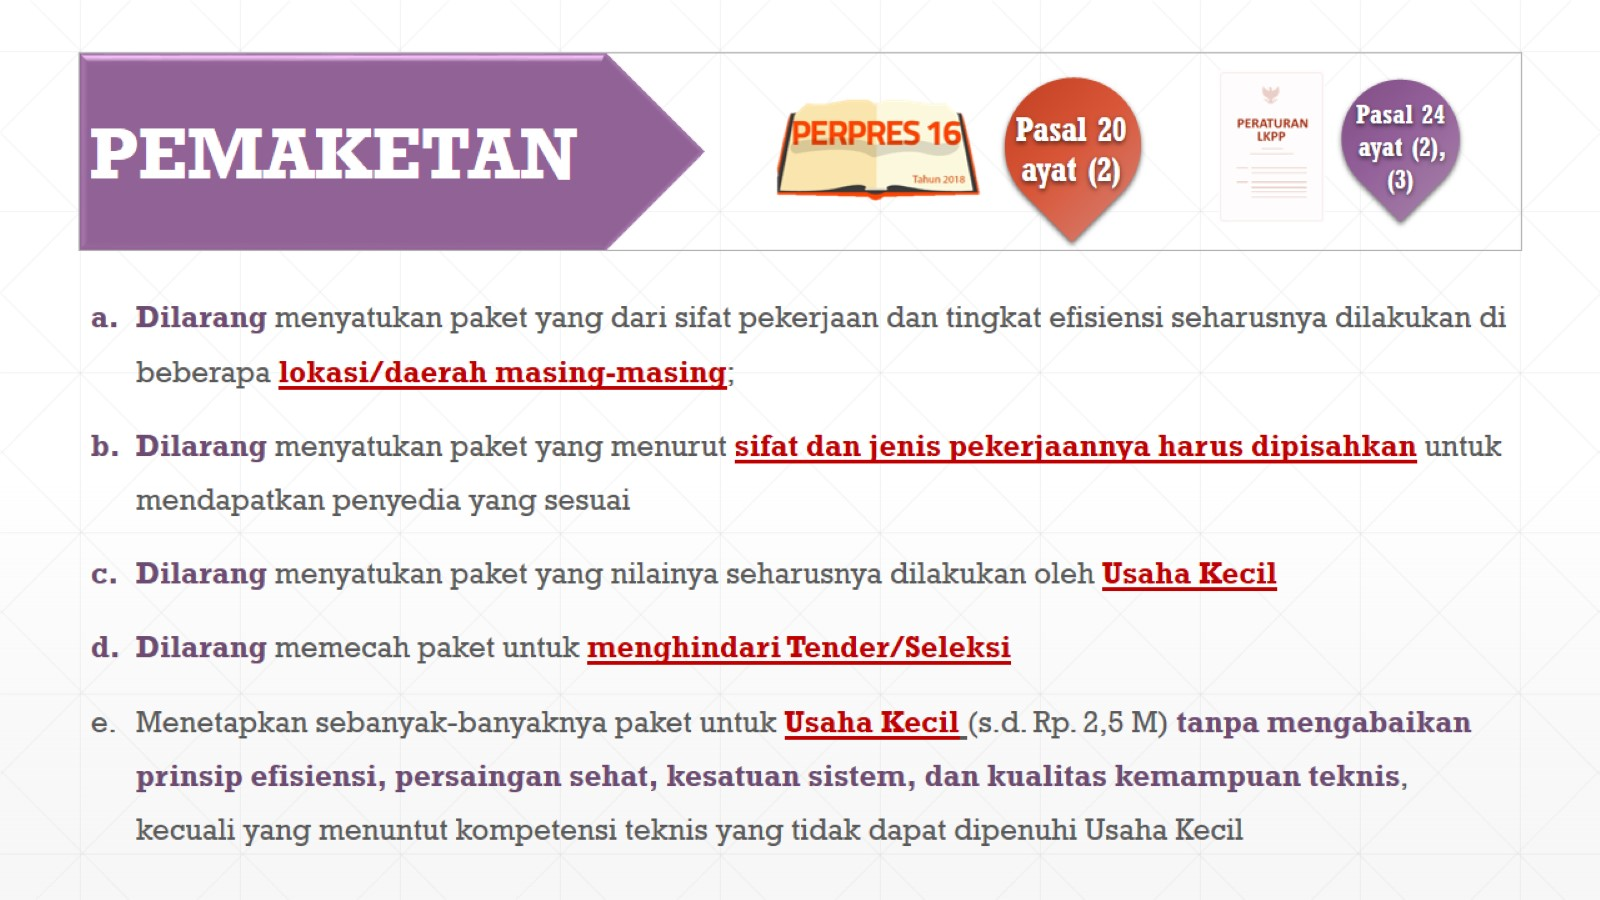 PEMAKETAN
PERPRES 16
Tahun 2018
Pasal 20
ayat (2)
PERATURAN
LKPP
Pasal 24
ayat (2),
(3)
a. Dilarang menyatukan paket yang dari sifat pekerjaan dan tingkat efisiensi seharusnya dilakukan di
beberapa lokasi/daerah masing-masing;
b. Dilarang menyatukan paket yang menurut sifat dan jenis pekerjaannya harus dipisahkan untuk
mendapatkan penyedia yang sesuai
c. Dilarang menyatukan paket yang nilainya seharusnya dilakukan oleh Usaha Kecil
d. Dilarang memecah paket untuk menghindari Tender/Seleksi
e. Menetapkan sebanyak-banyaknya paket untuk Usaha Kecil (s.d. Rp. 2,5 M) tanpa mengabaikan
prinsip efisiensi, persaingan sehat, kesatuan sistem, dan kualitas kemampuan teknis,
kecuali yang menuntut kompetensi teknis yang tidak dapat dipenuhi Usaha Kecil